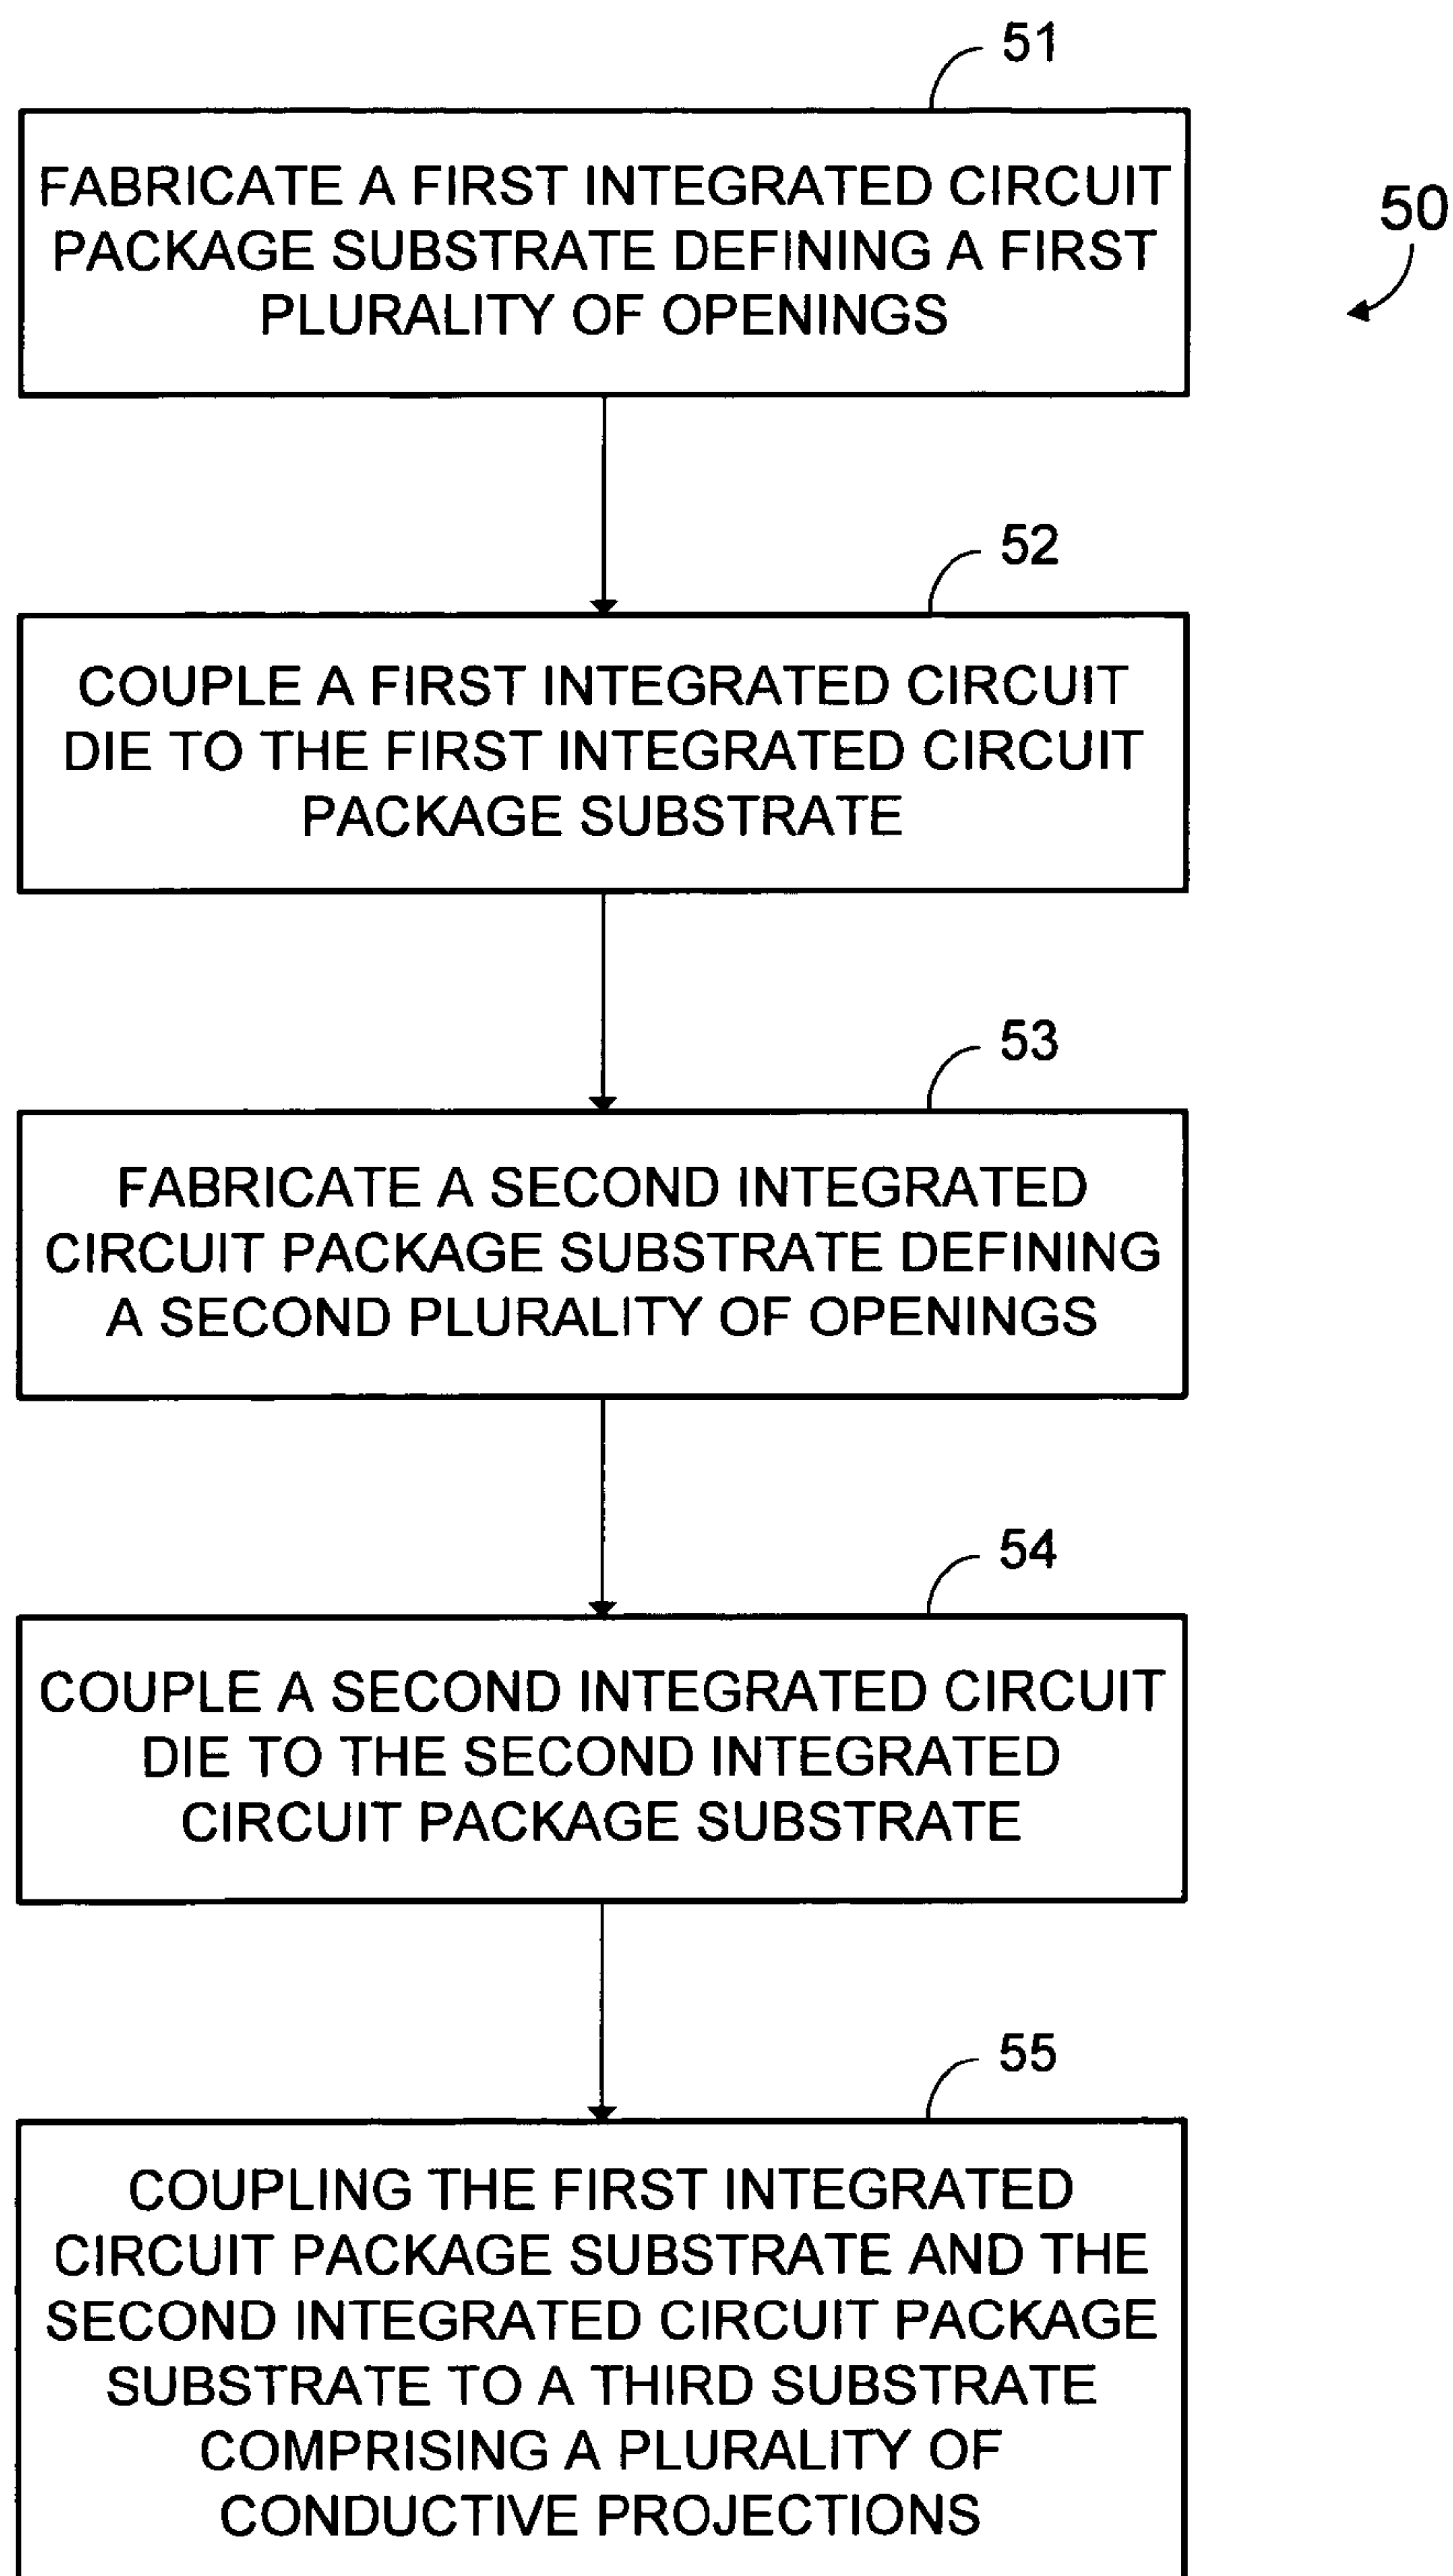 51
FABRICATE A FIRST INTEGRATED CIRCUIT
PACKAGE SUBSTRATE DEFINING A FIRST
PLURALITY OF OPENINGS
50
52
COUPLE A FIRST INTEGRATED CIRCUIT
DIE TO THE FIRST INTEGRATED CIRCUIT
PACKAGE SUBSTRATE
53
FABRICATE A SECOND INTEGRATED
CIRCUIT PACKAGE SUBSTRATE DEFINING
A SECOND PLURALITY OF OPENINGS
54
COUPLE A SECOND INTEGRATED CIRCUIT
DIE TO THE SECOND INTEGRATED
CIRCUIT PACKAGE SUBSTRATE
55
COUPLING THE FIRST INTEGRATED
CIRCUIT PACKAGE SUBSTRATE AND THE
SECOND INTEGRATED CIRCUIT PACKAGE
SUBSTRATE TO A THIRD SUBSTRATE
COMPRISING A PLURALITY OF
CONDUCTIVE PROJECTIONS